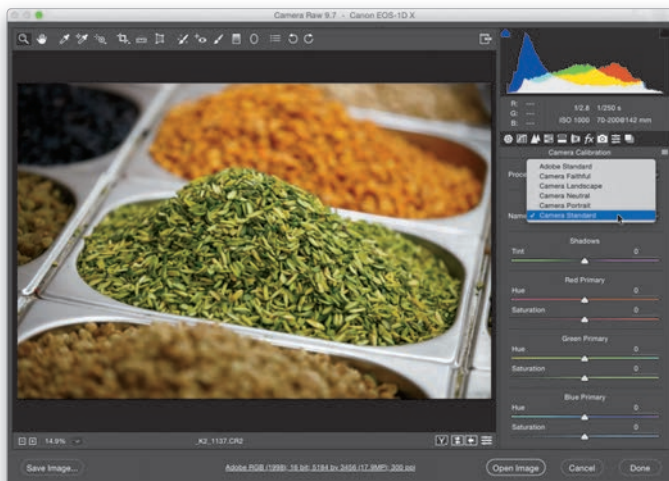 Camera Raw 9.7 - Canon EOS-1D X
R: ---
G: ---
B: ---
f/2.8 1/250 s
ISO 1000 70-200@142 mm
Camera Calibration
Proce
Adobe Standard
Camera Faithful
Camera Landscape
Camera Neutral
Camera Portrait
Name
✓ Camera Standard
Shadows
Tint 0
Red Primary
Hue 0
Saturation 0
Green Primary
Hue 0
Saturation 0
Blue Primary
Hue 0
Saturation 0
14.9%
_K2_1137.CR2
Y
Save Image...
Adobe RGB (1998); 16 bit; 5184 by 3456 (17.9MP); 300 ppi
Open Image
Cancel
Done